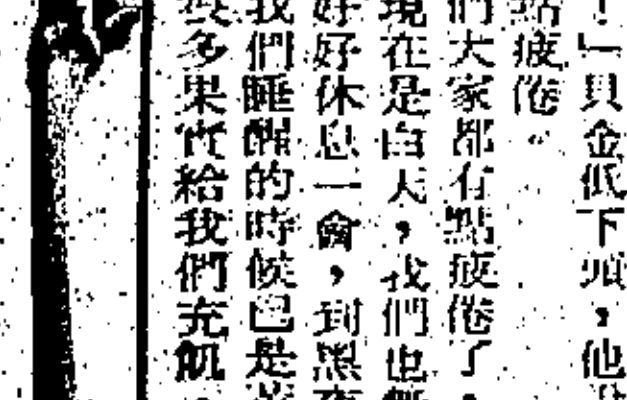 ！」貝金低下頭，他
點疲倦。
們大家都有點疲倦了，
現在是白天，我們也
好好休息一會，到黑夜
我們睡醒的時候已是
多果實給我們充飢，